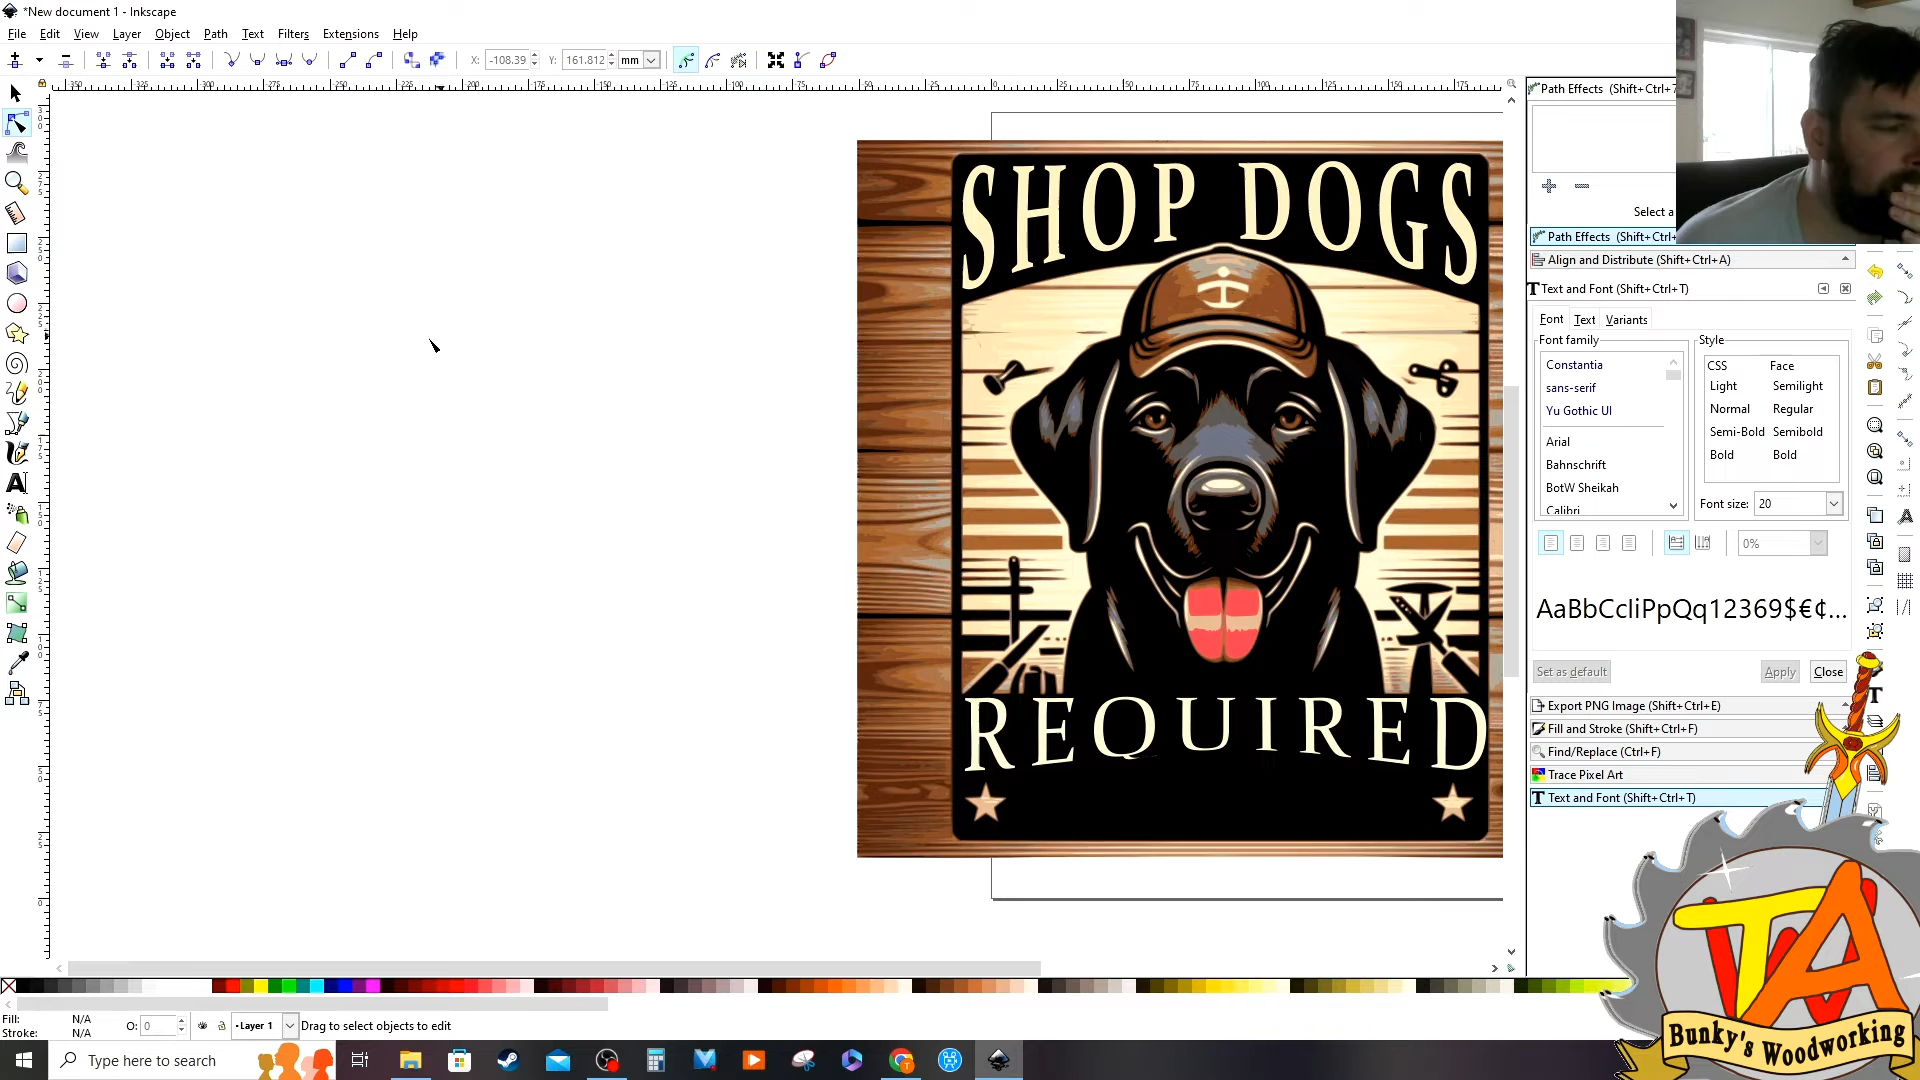 *New document 1 - Inkscape
File Edit View Layer Object Path Text Filters Extensions Help
X: -108.39 Y: 161.812 mm
Path Effects (Shift+Ctrl+7
Select a
Path Effects (Shift+Ctrl+
Align and Distribute (Shift+Ctrl+A)
Text and Font (Shift+Ctrl+T)
Font Text Variants
Font family
Style
Constantia
sans-serif
Yu Gothic UI
Arial
Bahnschrift
BotW Sheikah
Calibri
CSS Face
Light Semilight
Normal Regular
Semi-Bold Semibold
Bold Bold
Font size: 20
0%
AaBbCcIiPpQq12369$€¢...
Set as default Apply Close
Export PNG Image (Shift+Ctrl+E)
Fill and Stroke (Shift+Ctrl+F)
Find/Replace (Ctrl+F)
Trace Pixel Art
Text and Font (Shift+Ctrl+T)
SHOP DOGS
REQUIRED
TWA
Bunky's Woodworking
Fill: N/A
Stroke: N/A
O: 0
Layer 1
Drag to select objects to edit
Type here to search